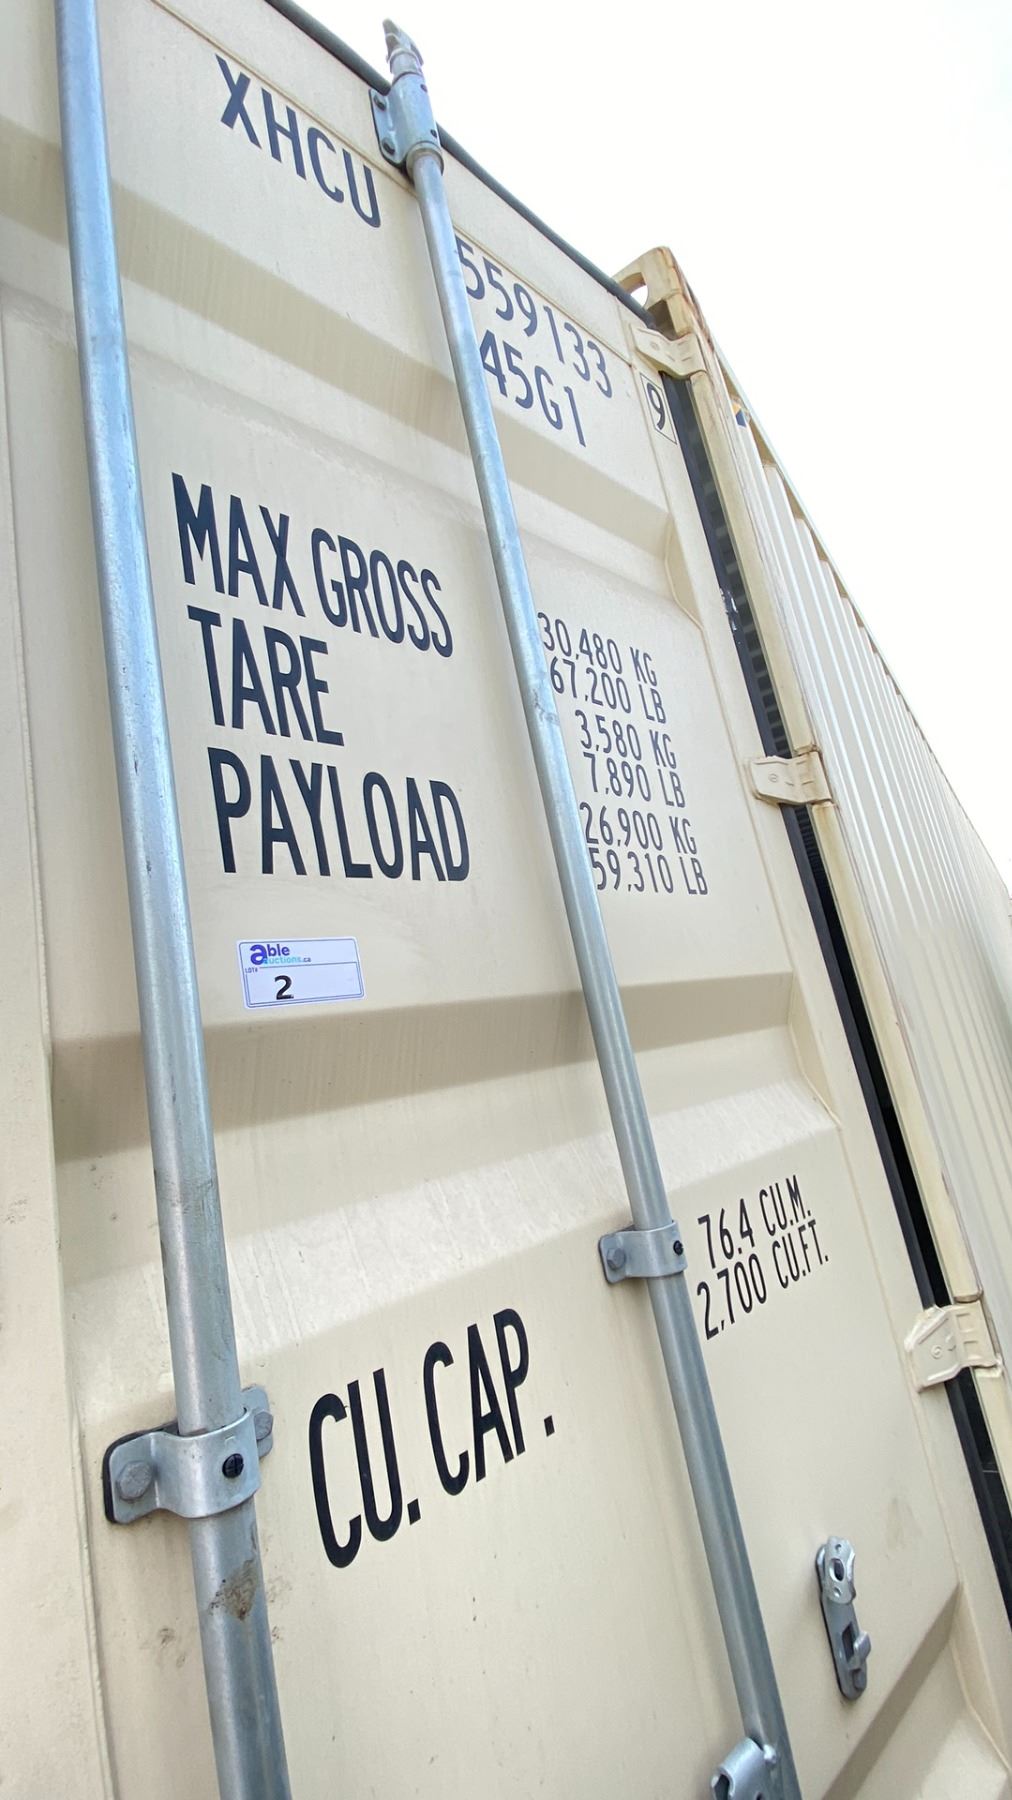 XHCU 559133 9
45G1
MAX GROSS 30,480 KG
67,200 LB
TARE 3,580 KG
7,890 LB
PAYLOAD 26,900 KG
59,310 LB
able
auctions.ca
LOT# 2
CU. CAP. 76.4 CU.M.
2,700 CU.FT.